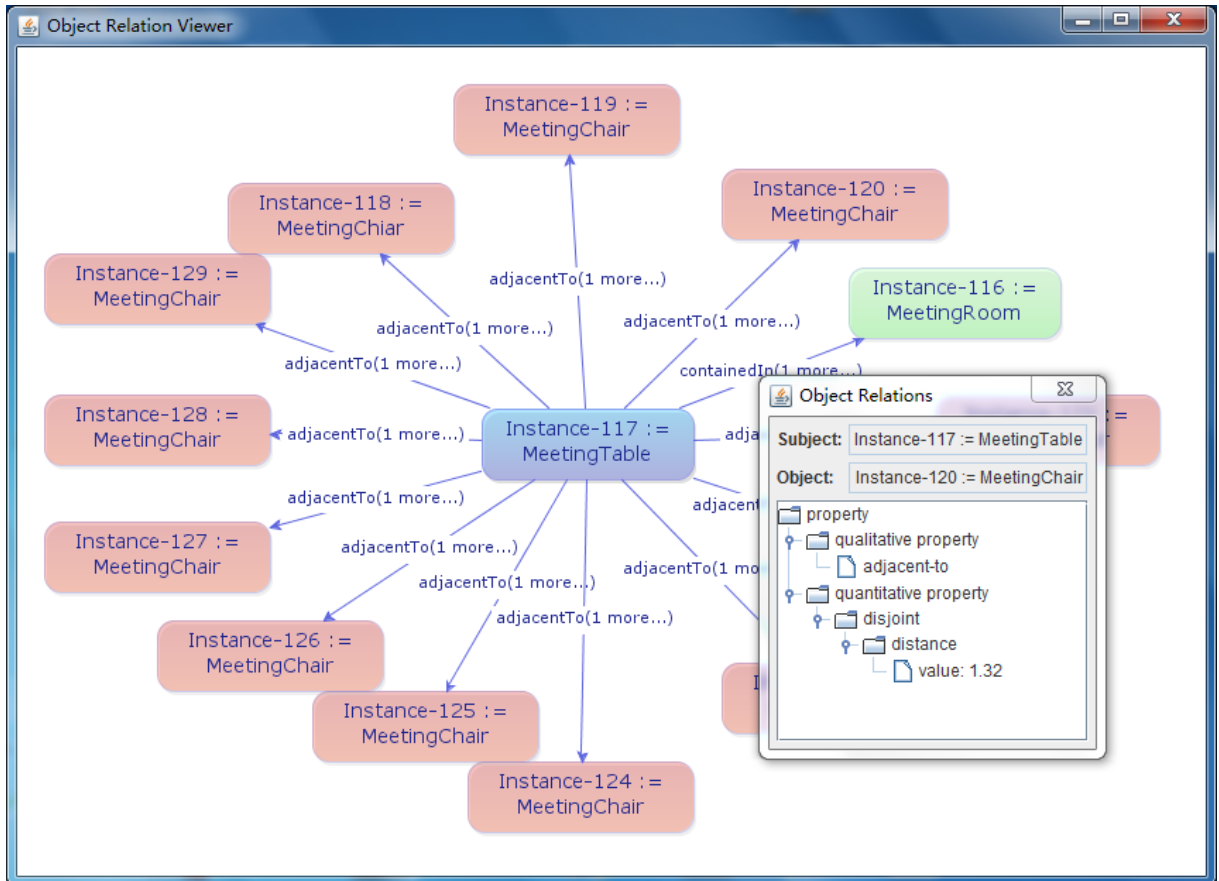 Object Relation Viewer
Instance-119 :=
MeetingChair
Instance-118 :=
MeetingChiar
Instance-120 :=
MeetingChair
Instance-129 :=
MeetingChair
Instance-116 :=
MeetingRoom
adjacentTo(1 more...)
adjacentTo(1 more...)
adjacentTo(1 more...)
adjacentTo(1 more...)
containedIn(1 more...)
Instance-128 :=
MeetingChair
adjacentTo(1 more...)
Instance-117 :=
MeetingTable
adjacentTo(1 more...)
Instance-127 :=
MeetingChair
adjacentTo(1 more...)
adjacentTo(1 more...)
adjacentTo(1 more...)
adjacentTo(1 mo
Instance-126 :=
MeetingChair
Instance-125 :=
MeetingChair
Instance-124 :=
MeetingChair
Object Relations
Subject: Instance-117 := MeetingTable
Object: Instance-120 := MeetingChair
property
qualitative property
adjacent-to
quantitative property
disjoint
distance
value: 1.32